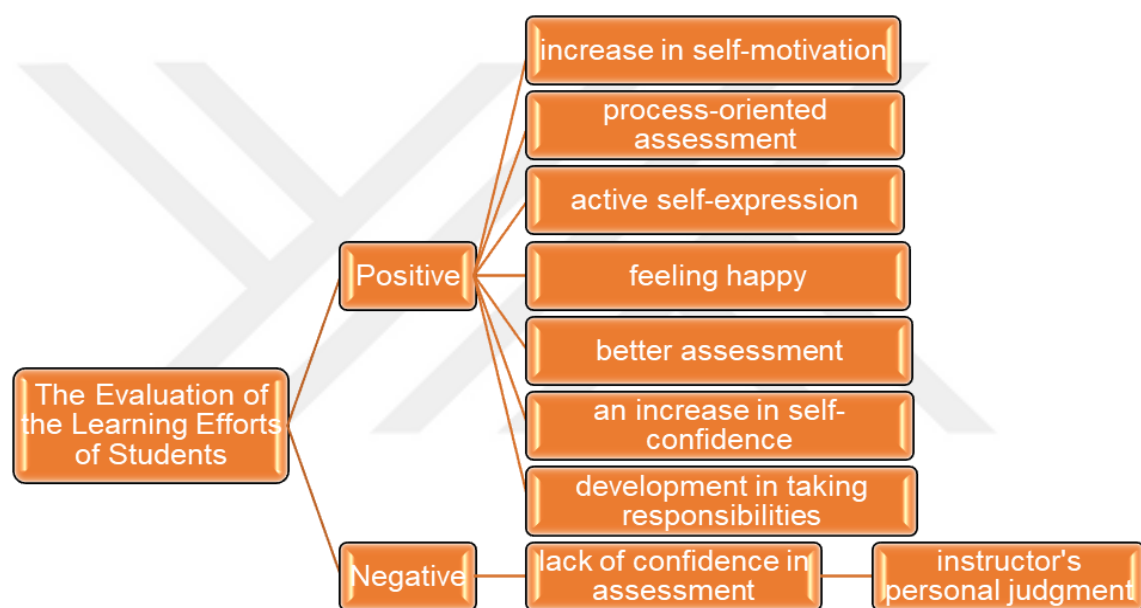 increase in self-motivation
process-oriented
assessment
active self-expression
feeling happy
Positive
better assessment
The Evaluation of
the Learning Efforts
of Students
an increase in self-
confidence
development in taking
responsibilities
Negative
lack of confidence in
assessment
instructor's
personal judgment